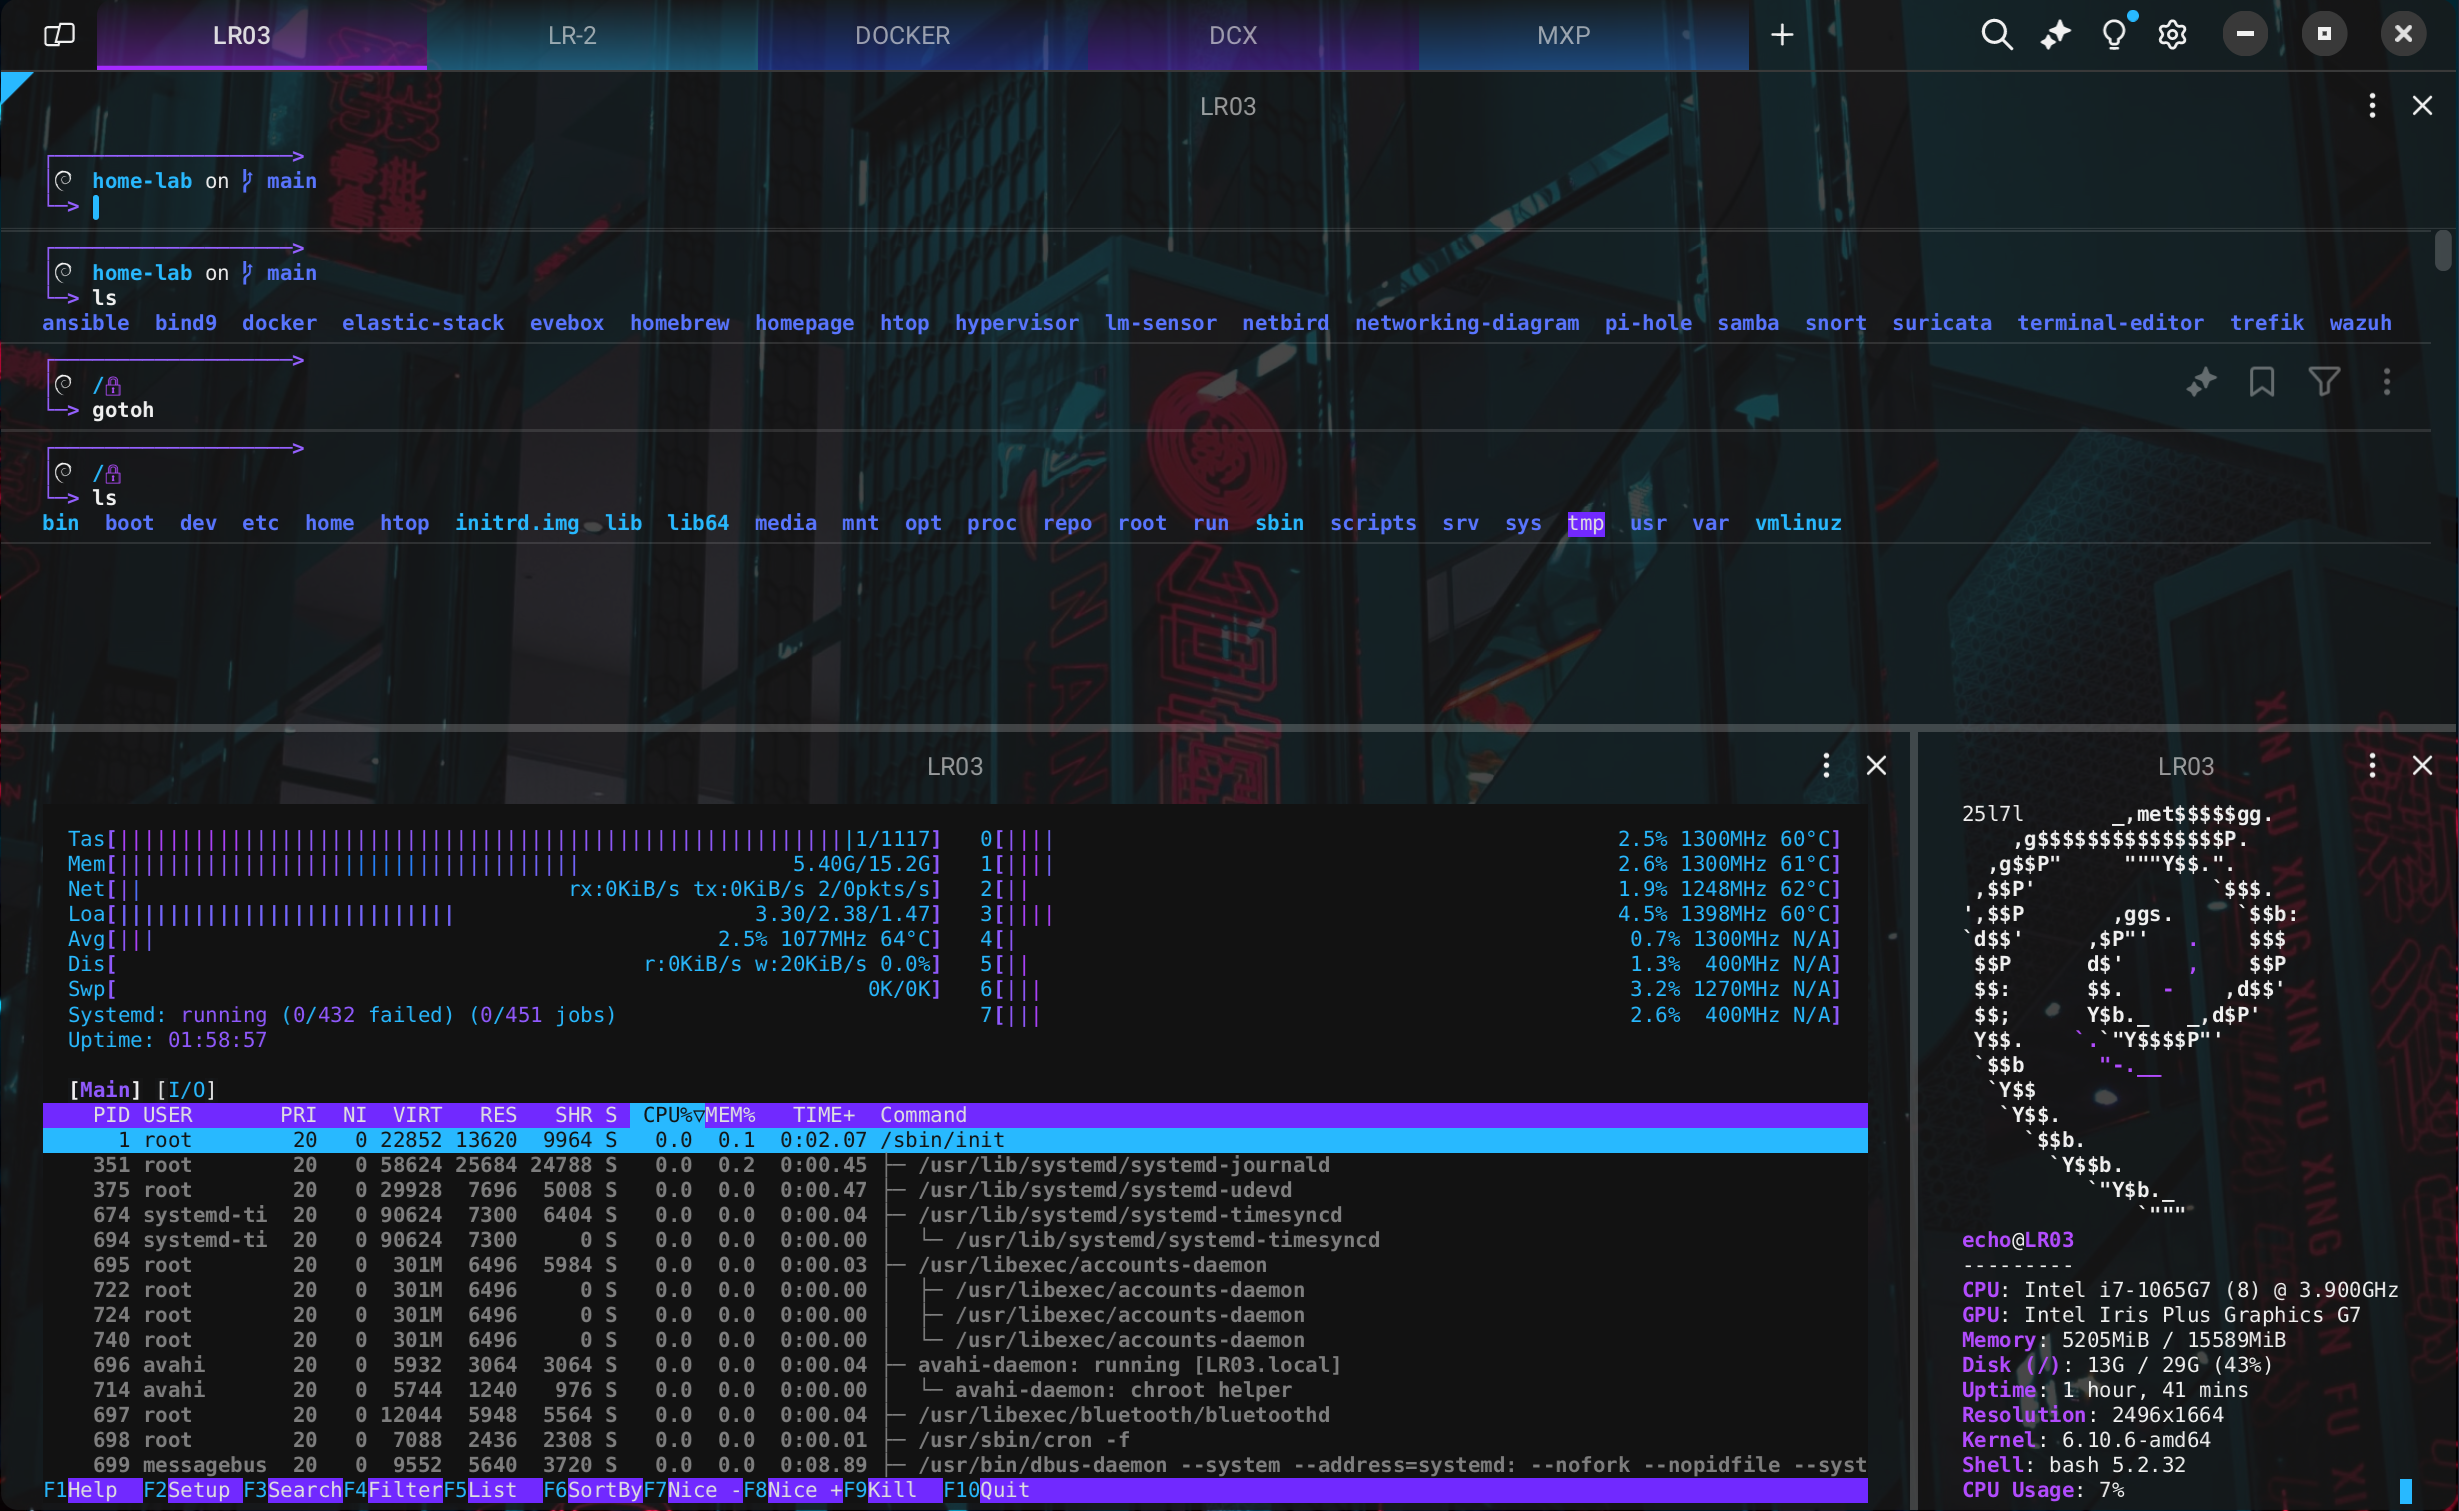 LR03 LR-2 DOCKER DCX MXP
LR03
home-lab on main
home-lab on main
ls
ansible bind9 docker elastic-stack evebox homebrew homepage htop hypervisor lm-sensor netbird networking-diagram pi-hole samba snort suricata terminal-editor trefik wazuh
/
gotoh
/
ls
bin boot dev etc home htop initrd.img lib lib64 media mnt opt proc repo root run sbin scripts srv sys tmp usr var vmlinuz
LR03
Tas[1/1117] 0[2.5% 1300MHz 60°C]
Mem[5.40G/15.2G] 1[2.6% 1300MHz 61°C]
Net[rx:0KiB/s tx:0KiB/s 2/0pkts/s] 2[1.9% 1248MHz 62°C]
Loa[3.30/2.38/1.47] 3[4.5% 1398MHz 60°C]
Avg[2.5% 1077MHz 64°C] 4[0.7% 1300MHz N/A]
Dis[r:0KiB/s w:20KiB/s 0.0%] 5[1.3% 400MHz N/A]
Swp[0K/0K] 6[3.2% 1270MHz N/A]
Systemd: running (0/432 failed) (0/451 jobs) 7[2.6% 400MHz N/A]
Uptime: 01:58:57
[Main] [I/O]
PID USER PRI NI VIRT RES SHR S CPU%▽MEM% TIME+ Command
1 root 20 0 22852 13620 9964 S 0.0 0.1 0:02.07 /sbin/init
351 root 20 0 58624 25684 24788 S 0.0 0.2 0:00.45 /usr/lib/systemd/systemd-journald
375 root 20 0 29928 7696 5008 S 0.0 0.0 0:00.47 /usr/lib/systemd/systemd-udevd
674 systemd-ti 20 0 90624 7300 6404 S 0.0 0.0 0:00.04 /usr/lib/systemd/systemd-timesyncd
694 systemd-ti 20 0 90624 7300 0 S 0.0 0.0 0:00.00 /usr/lib/systemd/systemd-timesyncd
695 root 20 0 301M 6496 5984 S 0.0 0.0 0:00.03 /usr/libexec/accounts-daemon
722 root 20 0 301M 6496 0 S 0.0 0.0 0:00.00 /usr/libexec/accounts-daemon
724 root 20 0 301M 6496 0 S 0.0 0.0 0:00.00 /usr/libexec/accounts-daemon
740 root 20 0 301M 6496 0 S 0.0 0.0 0:00.00 /usr/libexec/accounts-daemon
696 avahi 20 0 5932 3064 3064 S 0.0 0.0 0:00.04 avahi-daemon: running [LR03.local]
714 avahi 20 0 5744 1240 976 S 0.0 0.0 0:00.00 avahi-daemon: chroot helper
697 root 20 0 12044 5948 5564 S 0.0 0.0 0:00.04 /usr/libexec/bluetooth/bluetoothd
698 root 20 0 7088 2436 2308 S 0.0 0.0 0:00.01 /usr/sbin/cron -f
699 messagebus 20 0 9552 5640 3720 S 0.0 0.0 0:08.89 /usr/bin/dbus-daemon --system --address=systemd: --nofork --nopidfile --syst
F1Help F2Setup F3SearchF4FilterF5List F6SortByF7Nice -F8Nice +F9Kill F10Quit
LR03
25l7l _,met$$$$$gg.
,g$$$$$$$$$$$$$$$P.
,g$$P" """Y$$.".
,$$P' `$$$.
',$$P ,ggs. `$$b:
`d$$' ,$P"' . $$$
$$P d$' , $$P
$$: $$. - ,d$$'
$$; Y$b._ _,d$P'
Y$$. `.`"Y$$$$P"'
`$$b "-.__
`Y$$
`Y$$.
`$$b.
`Y$$b.
`"Y$b._
`"""
echo@LR03
---------
CPU: Intel i7-1065G7 (8) @ 3.900GHz
GPU: Intel Iris Plus Graphics G7
Memory: 5205MiB / 15589MiB
Disk (/): 13G / 29G (43%)
Uptime: 1 hour, 41 mins
Resolution: 2496x1664
Kernel: 6.10.6-amd64
Shell: bash 5.2.32
CPU Usage: 7%
XIN FU XING XIN FU XING FU XI